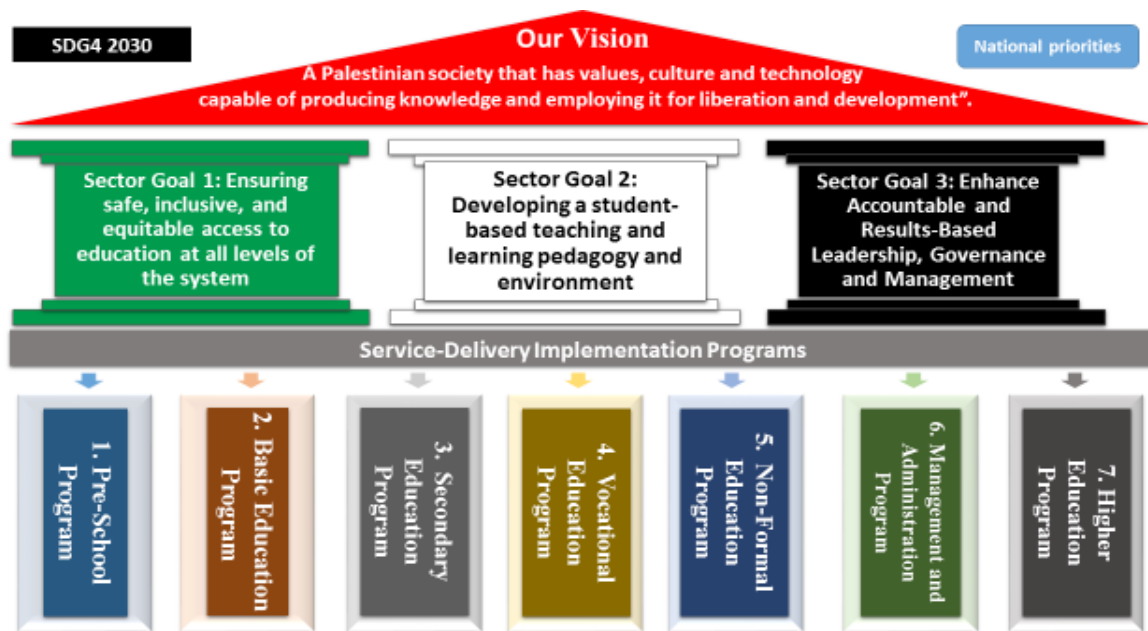 SDG4 2030
Our Vision
National priorities
A Palestinian society that has values, culture and technology
capable of producing knowledge and employing it for liberation and development”.
Sector Goal 1: Ensuring
safe, inclusive, and
equitable access to
education at all levels of
the system
Sector Goal 2:
Developing a student-
based teaching and
learning pedagogy and
environment
Sector Goal 3: Enhance
Accountable and
Results-Based
Leadership, Governance
and Management
Service-Delivery Implementation Programs
1. Pre-School
Program
2. Basic Education
Program
3. Secondary
Education
Program
4. Vocational
Education
Program
5. Non-Formal
Education
Program
6. Management and
Administration
Program
7. Higher
Education
Program